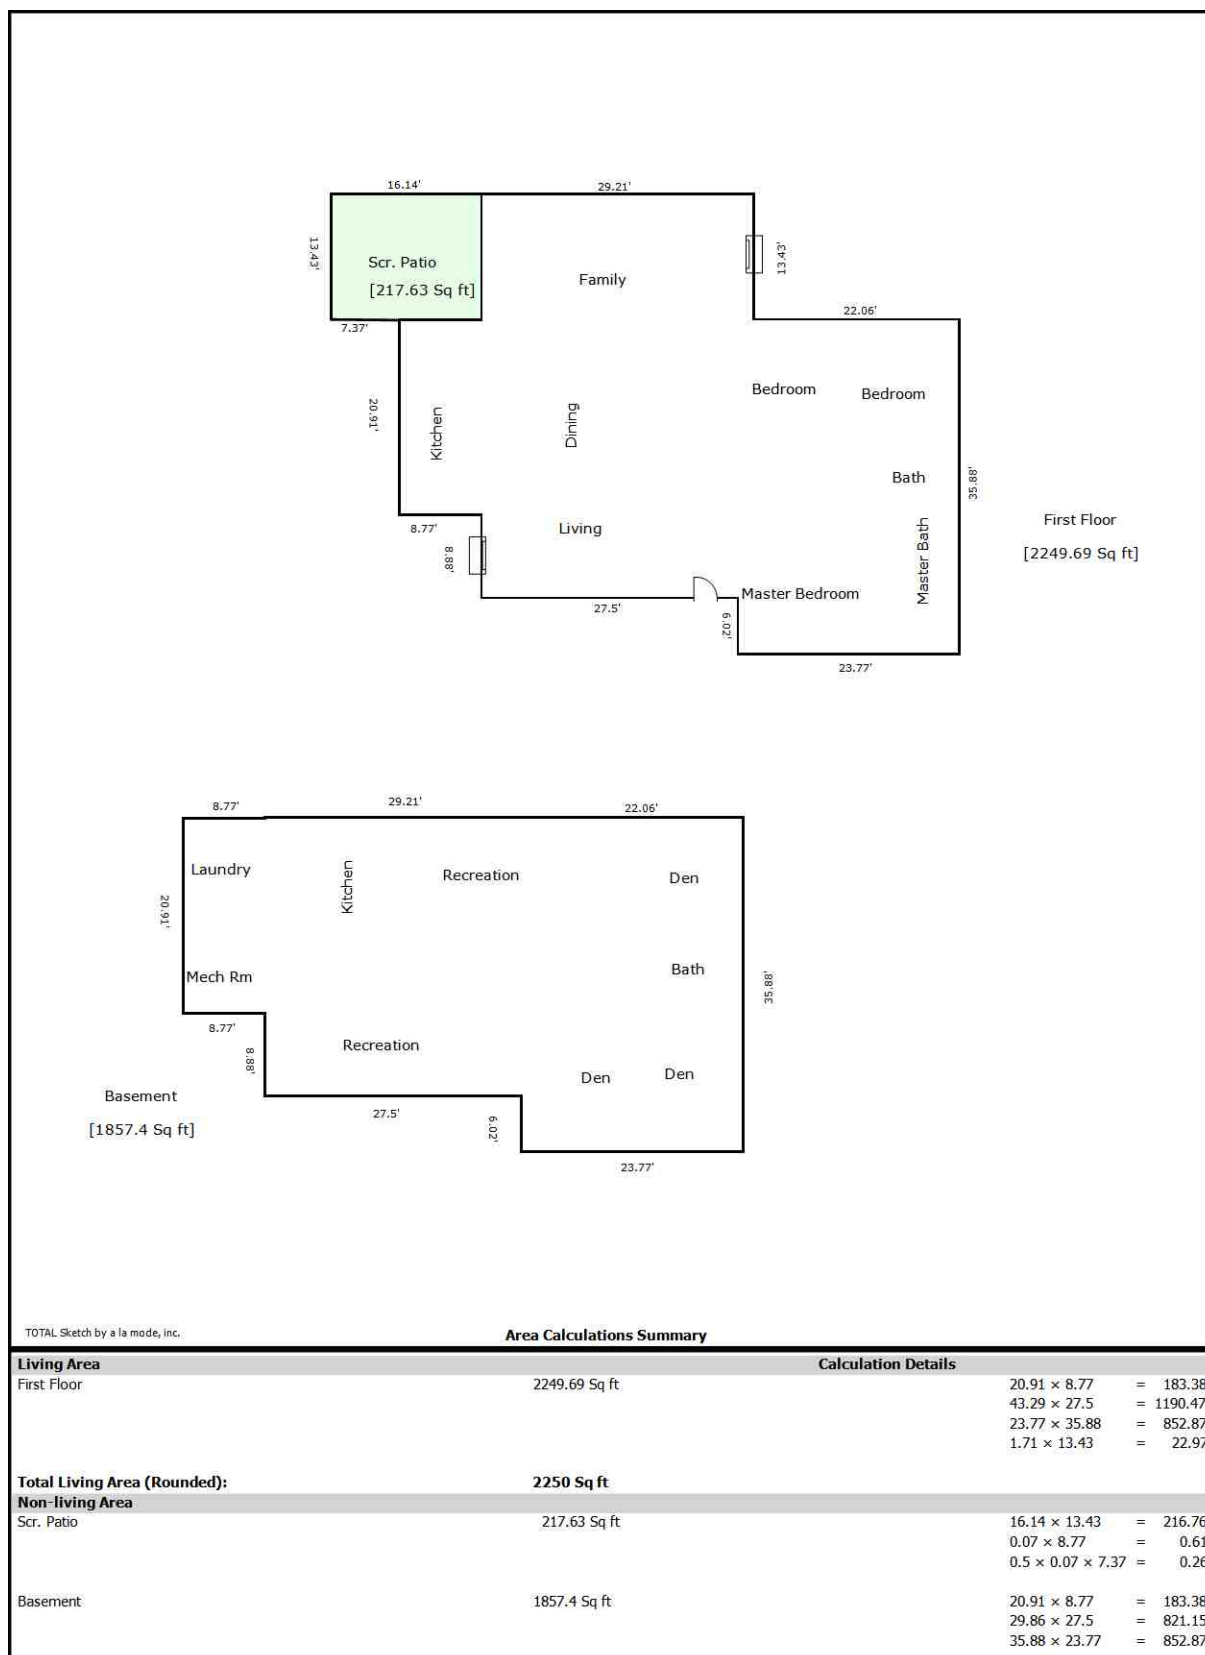 16.14'
29.21'
13.43'
Scr. Patio
[217.63 Sq ft]
Family
13.43'
7.37'
22.06'
20.91'
Kitchen
Dining
Bedroom
Bedroom
Bath
35.88'
8.77'
Living
8.88'
Master Bath
First Floor
[2249.69 Sq ft]
Master Bedroom
27.5'
6.02'
23.77'
8.77'
29.21'
22.06'
Laundry
Kitchen
Recreation
Den
20.91'
Mech Rm
Bath
35.88'
8.77'
8.88'
Recreation
Den
Den
Basement
[1857.4 Sq ft]
27.5'
6.02'
23.77'
TOTAL Sketch by a la mode, inc.
Area Calculations Summary
Living Area Calculation Details
First Floor 2249.69 Sq ft 20.91 × 8.77 = 183.38
43.29 × 27.5 = 1190.47
23.77 × 35.88 = 852.87
1.71 × 13.43 = 22.97
Total Living Area (Rounded): 2250 Sq ft
Non-living Area
Scr. Patio 217.63 Sq ft 16.14 × 13.43 = 216.76
0.07 × 8.77 = 0.61
0.5 × 0.07 × 7.37 = 0.26
Basement 1857.4 Sq ft 20.91 × 8.77 = 183.38
29.86 × 27.5 = 821.15
35.88 × 23.77 = 852.87